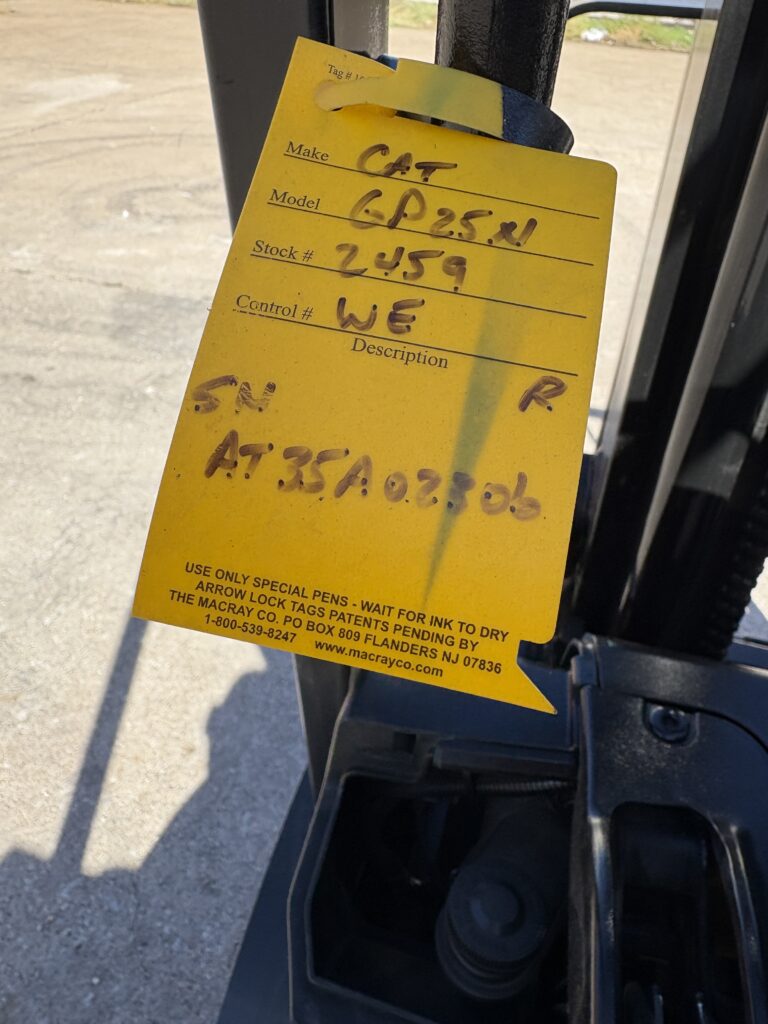 Tag #
Make CAT
Model GP25N
Stock # 2459
Control # WE
Description
SN R
AT35A02306
USE ONLY SPECIAL PENS - WAIT FOR INK TO DRY
ARROW LOCK TAGS PATENTS PENDING BY
THE MACRAY CO. PO BOX 809 FLANDERS NJ 07836
1-800-539-8247 www.macrayco.com